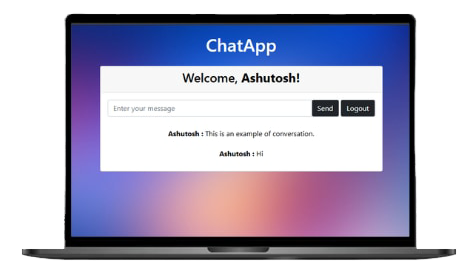 ChatApp
Welcome, Ashutosh!
Enter your message Send Logout
Ashutosh : This is an example of conversation.
Ashutosh : Hi